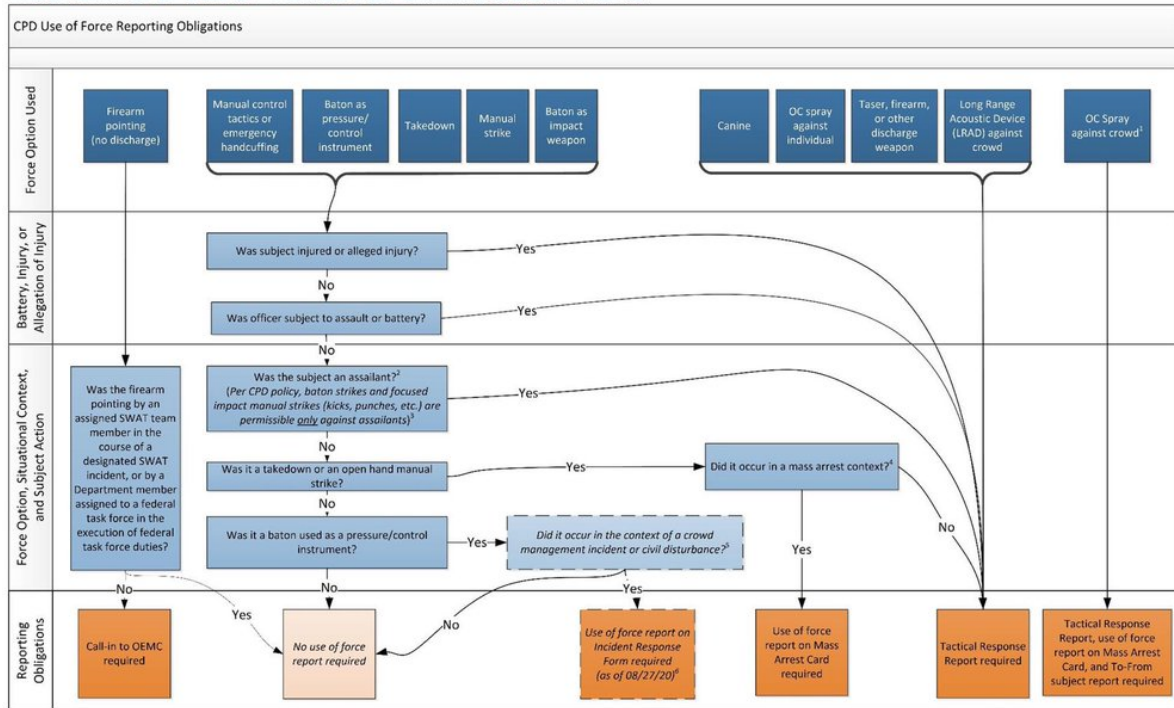 CPD Use of Force Reporting Obligations
Force Option Used
Firearm
pointing
(no discharge)
Manual control
tactics or
emergency
handcuffing
Baton as
pressure/
control
instrument
Takedown
Manual
strike
Baton as
impact
weapon
Canine
OC spray
against
individual
Taser, firearm,
or other
discharge
weapon
Long Range
Acoustic Device
(LRAD) against
crowd
OC Spray
against crowd¹
Battery, Injury, or
Allegation of Injury
Was subject injured or alleged injury?
Yes
No
Was officer subject to assault or battery?
Yes
No
Force Option, Situational Context,
and Subject Action
Was the firearm
pointing by an
assigned SWAT team
member in the
course of a
designated SWAT
incident, or by a
Department member
assigned to a federal
task force in the
execution of federal
task force duties?
Was the subject an assailant?²
(Per CPD policy, baton strikes and focused
impact manual strikes (kicks, punches, etc.) are
permissible only against assailants)³
Yes
No
Was it a takedown or an open hand manual
strike?
Yes
Did it occur in a mass arrest context?⁴
No
No
Was it a baton used as a pressure/control
instrument?
Yes
Did it occur in the context of a crowd
management incident or civil disturbance?⁵
Yes
No
Yes
No
No
Yes
Reporting
Obligations
Call-in to OEMC
required
No use of force
report required
Use of force report on
Incident Response
Form required
(as of 08/27/20)⁶
Use of force
report on Mass
Arrest Card
required
Tactical Response
Report required
Tactical Response
Report, use of force
report on Mass Arrest
Card, and To-From
subject report required